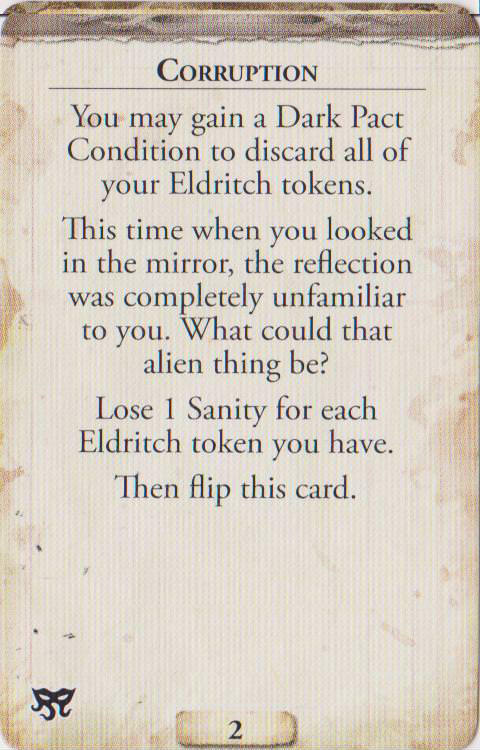 CORRUPTION
You may gain a Dark Pact
Condition to discard all of
your Eldritch tokens.
This time when you looked
in the mirror, the reflection
was completely unfamiliar
to you. What could that
alien thing be?
Lose 1 Sanity for each
Eldritch token you have.
Then flip this card.
2